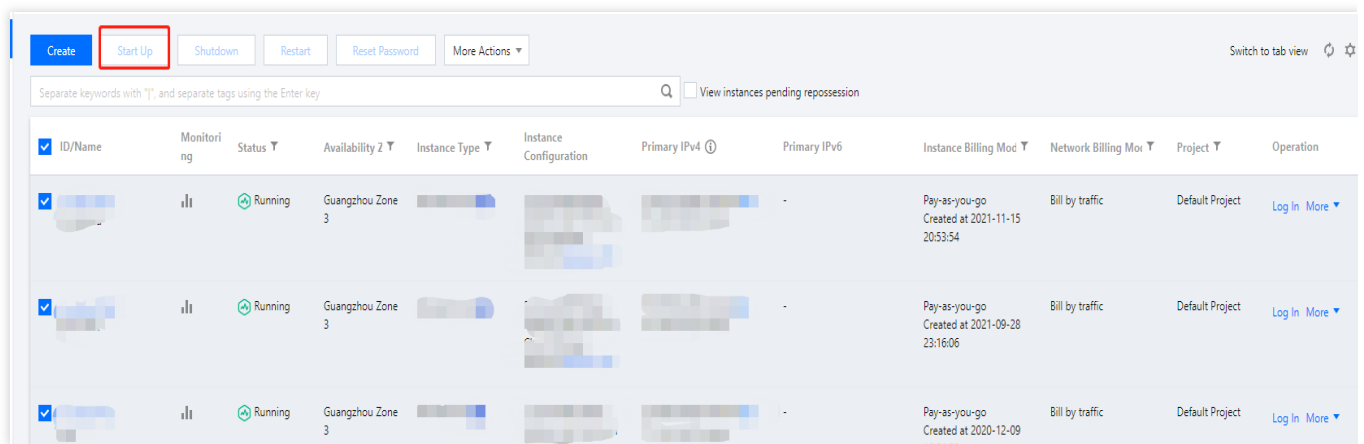 Create Start Up Shutdown Restart Reset Password More Actions Switch to tab view
Separate keywords with "|", and separate tags using the Enter key View instances pending repossession
ID/Name Monitori Status Availability Z Instance Type Instance Primary IPv4 Primary IPv6 Instance Billing Mod Network Billing Mod Project Operation
ng Configuration
Running Guangzhou Zone - Pay-as-you-go Bill by traffic Default Project Log In More
3 Created at 2021-11-15
20:53:54
Running Guangzhou Zone - Pay-as-you-go Bill by traffic Default Project Log In More
3 Created at 2021-09-28
23:16:06
Running Guangzhou Zone - Pay-as-you-go Bill by traffic Default Project Log In More
3 Created at 2020-12-09